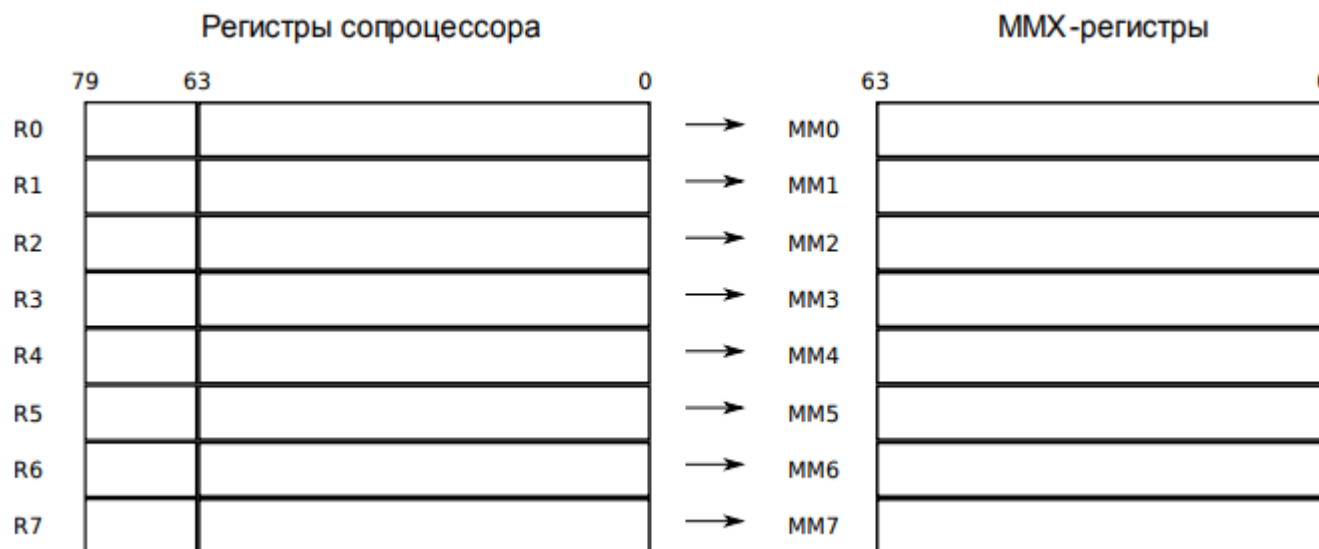 Регистры сопроцессора MMX-регистры
79 63 0 63
R0 MM0
R1 MM1
R2 MM2
R3 MM3
R4 MM4
R5 MM5
R6 MM6
R7 MM7